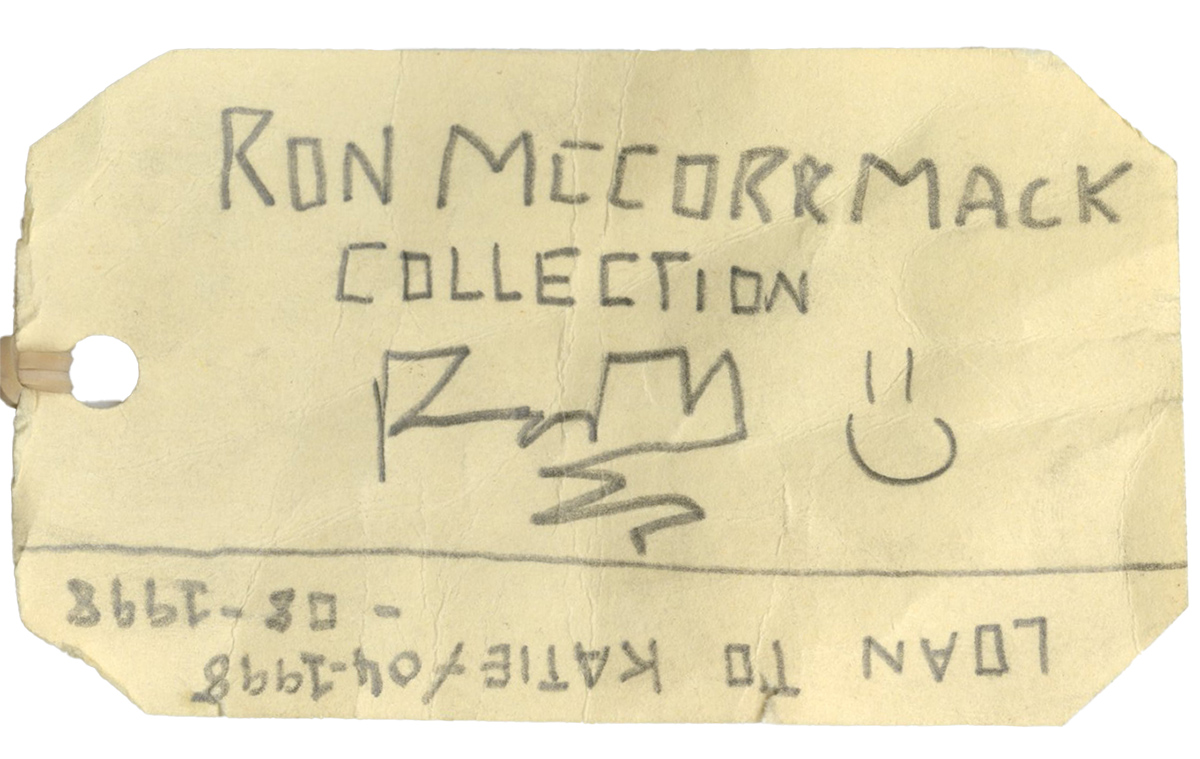 RON MCCORRMACK
COLLECTION
LOAN TO KATIE / 04-1998
- 08 - 1998